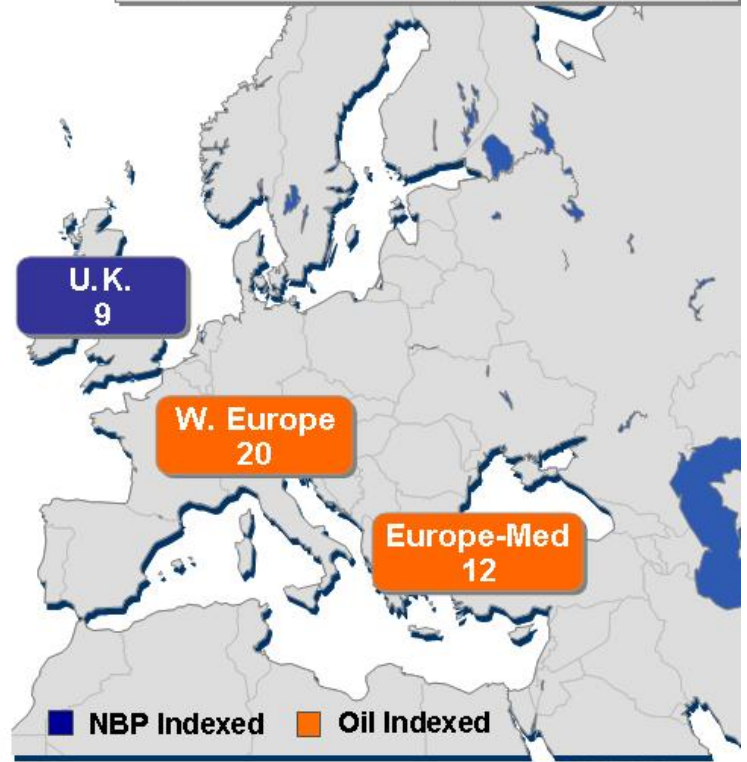 U.K.
9
W. Europe
20
Europe-Med
12
NBP Indexed
Oil Indexed